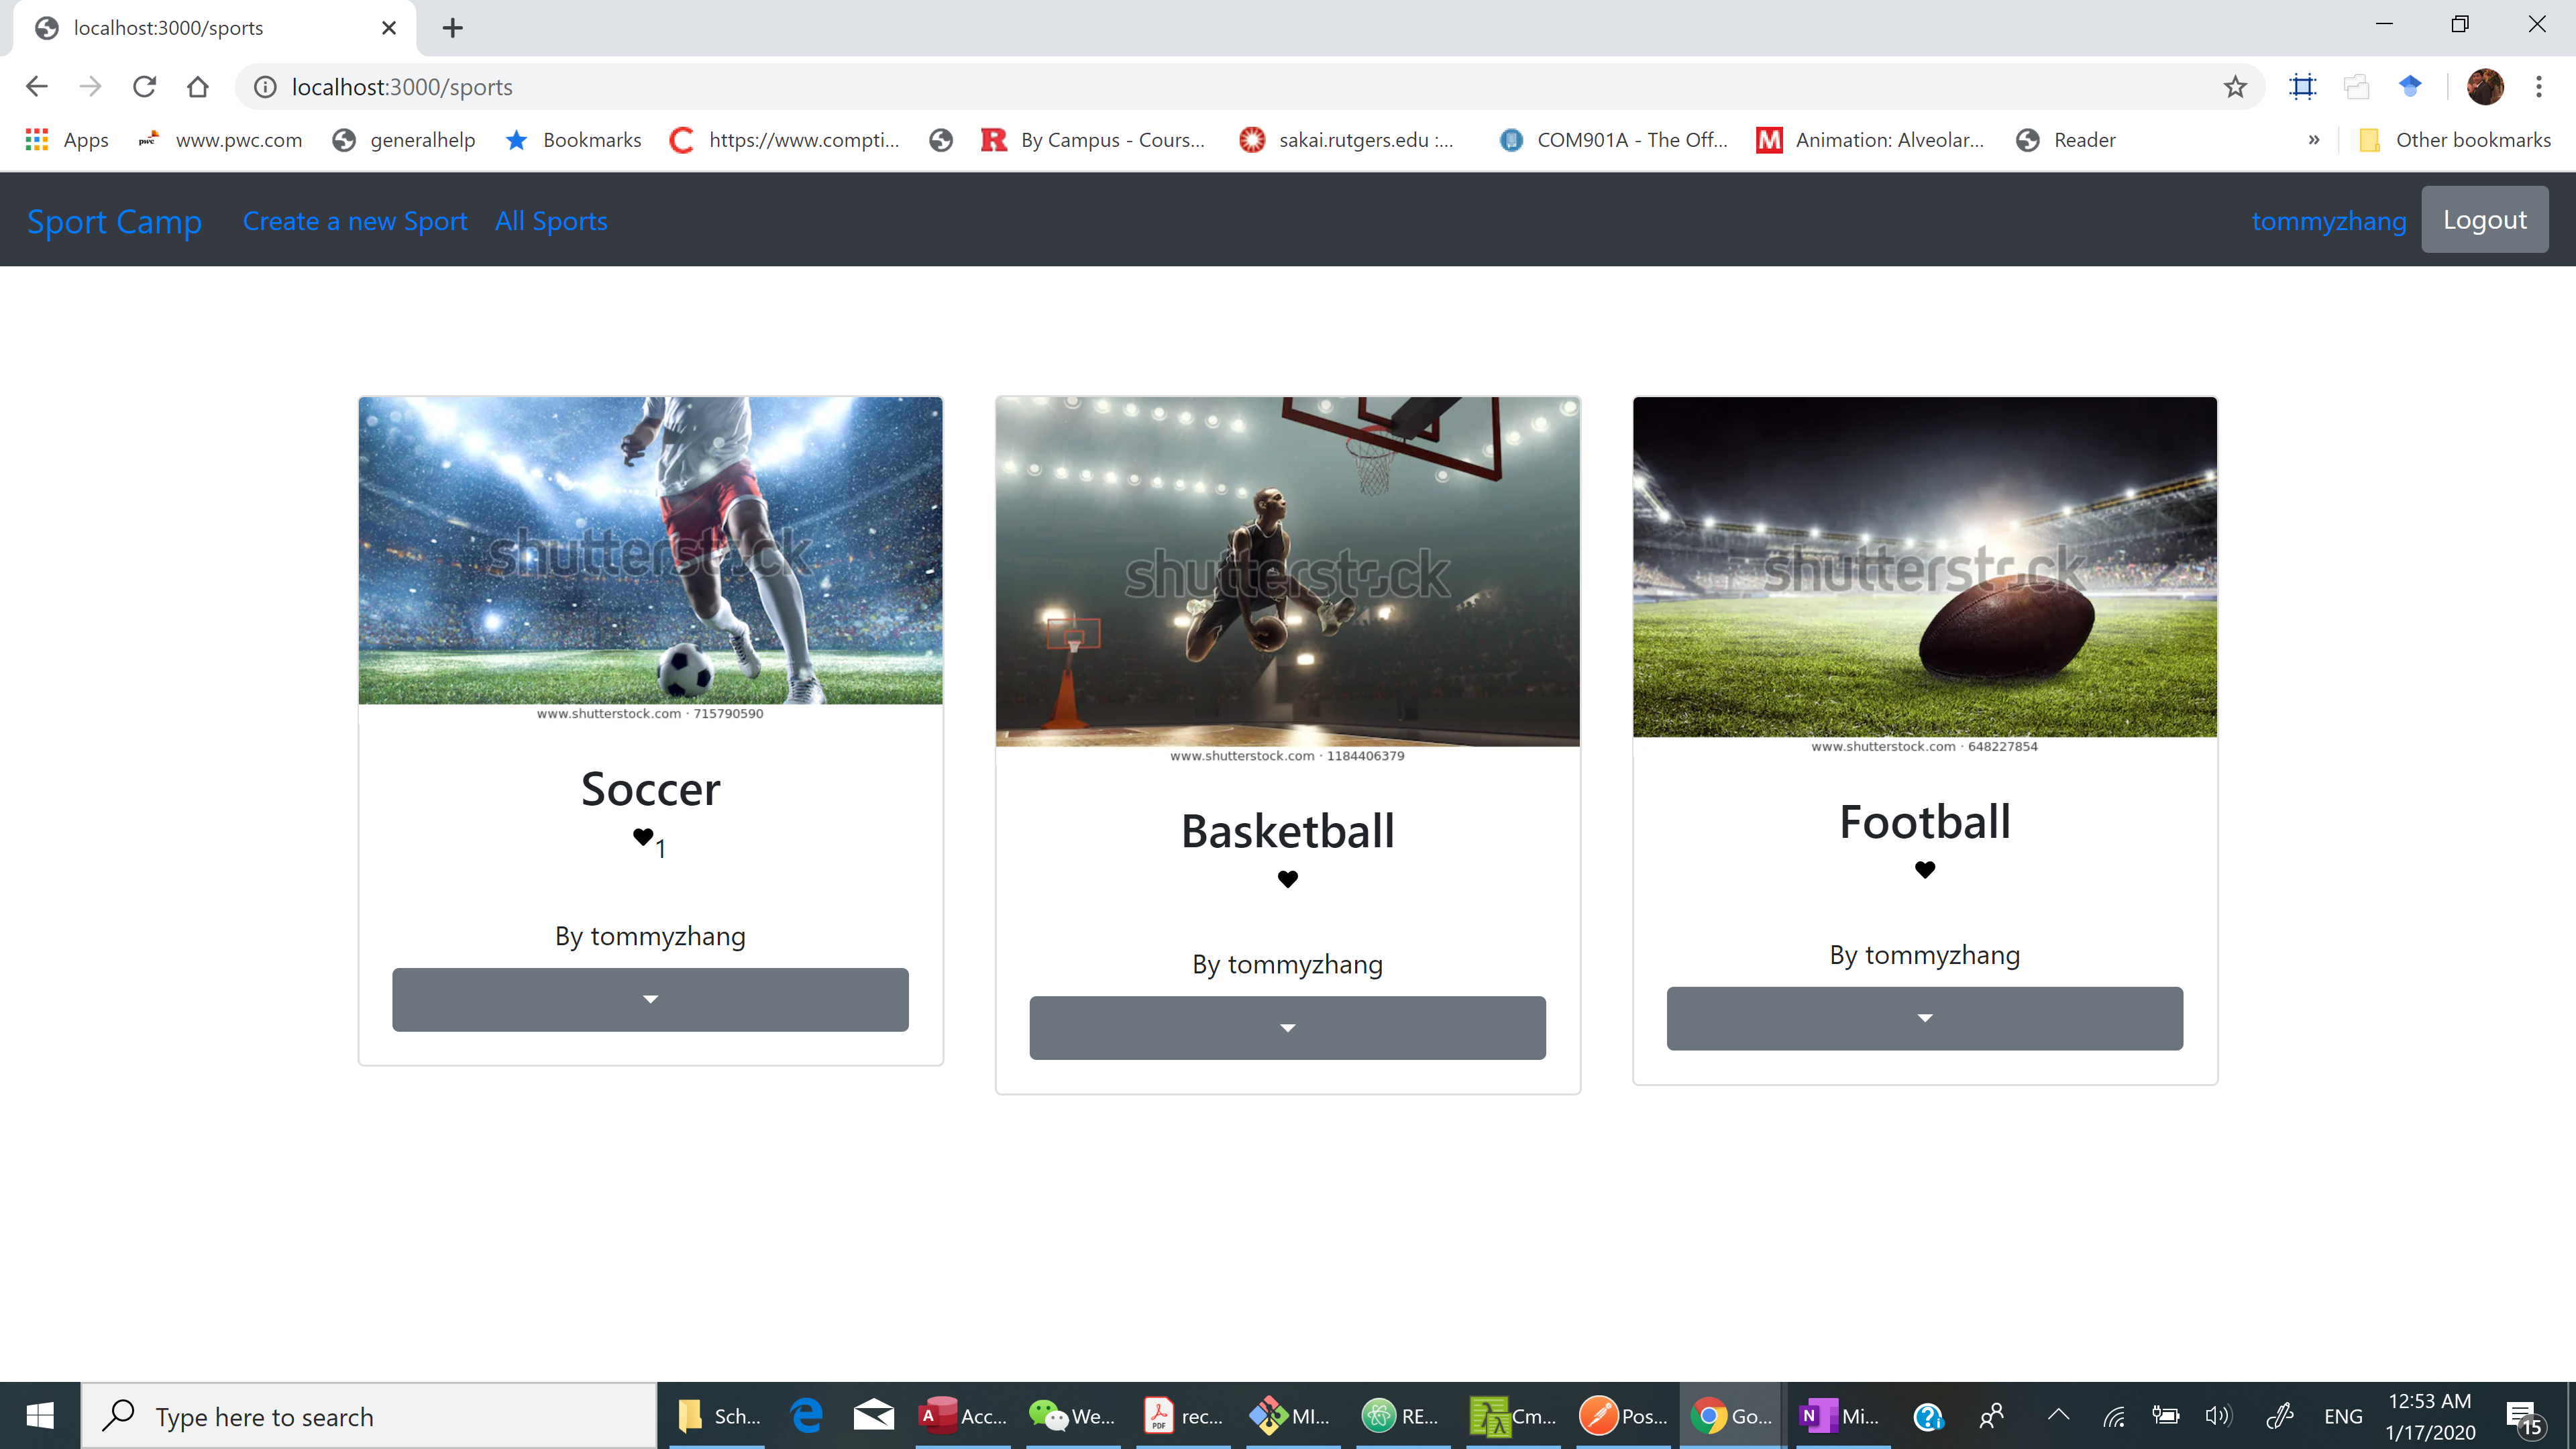 localhost:3000/sports
localhost:3000/sports
Apps
pwc
www.pwc.com
generalhelp
Bookmarks
https://www.compti...
By Campus - Cours...
sakai.rutgers.edu :...
COM901A - The Off...
Animation: Alveolar...
Reader
»
Other bookmarks
Sport Camp
Create a new Sport
All Sports
tommyzhang
Logout
shutterstock
www.shutterstock.com · 715790590
Soccer
1
By tommyzhang
shutterstock
www.shutterstock.com · 1184406379
Basketball
By tommyzhang
shutterstock
www.shutterstock.com · 648227854
Football
By tommyzhang
Type here to search
Sch...
Acc...
We...
rec...
MI...
RE...
Cm...
Pos...
Go...
Mi...
ENG
12:53 AM
1/17/2020
15